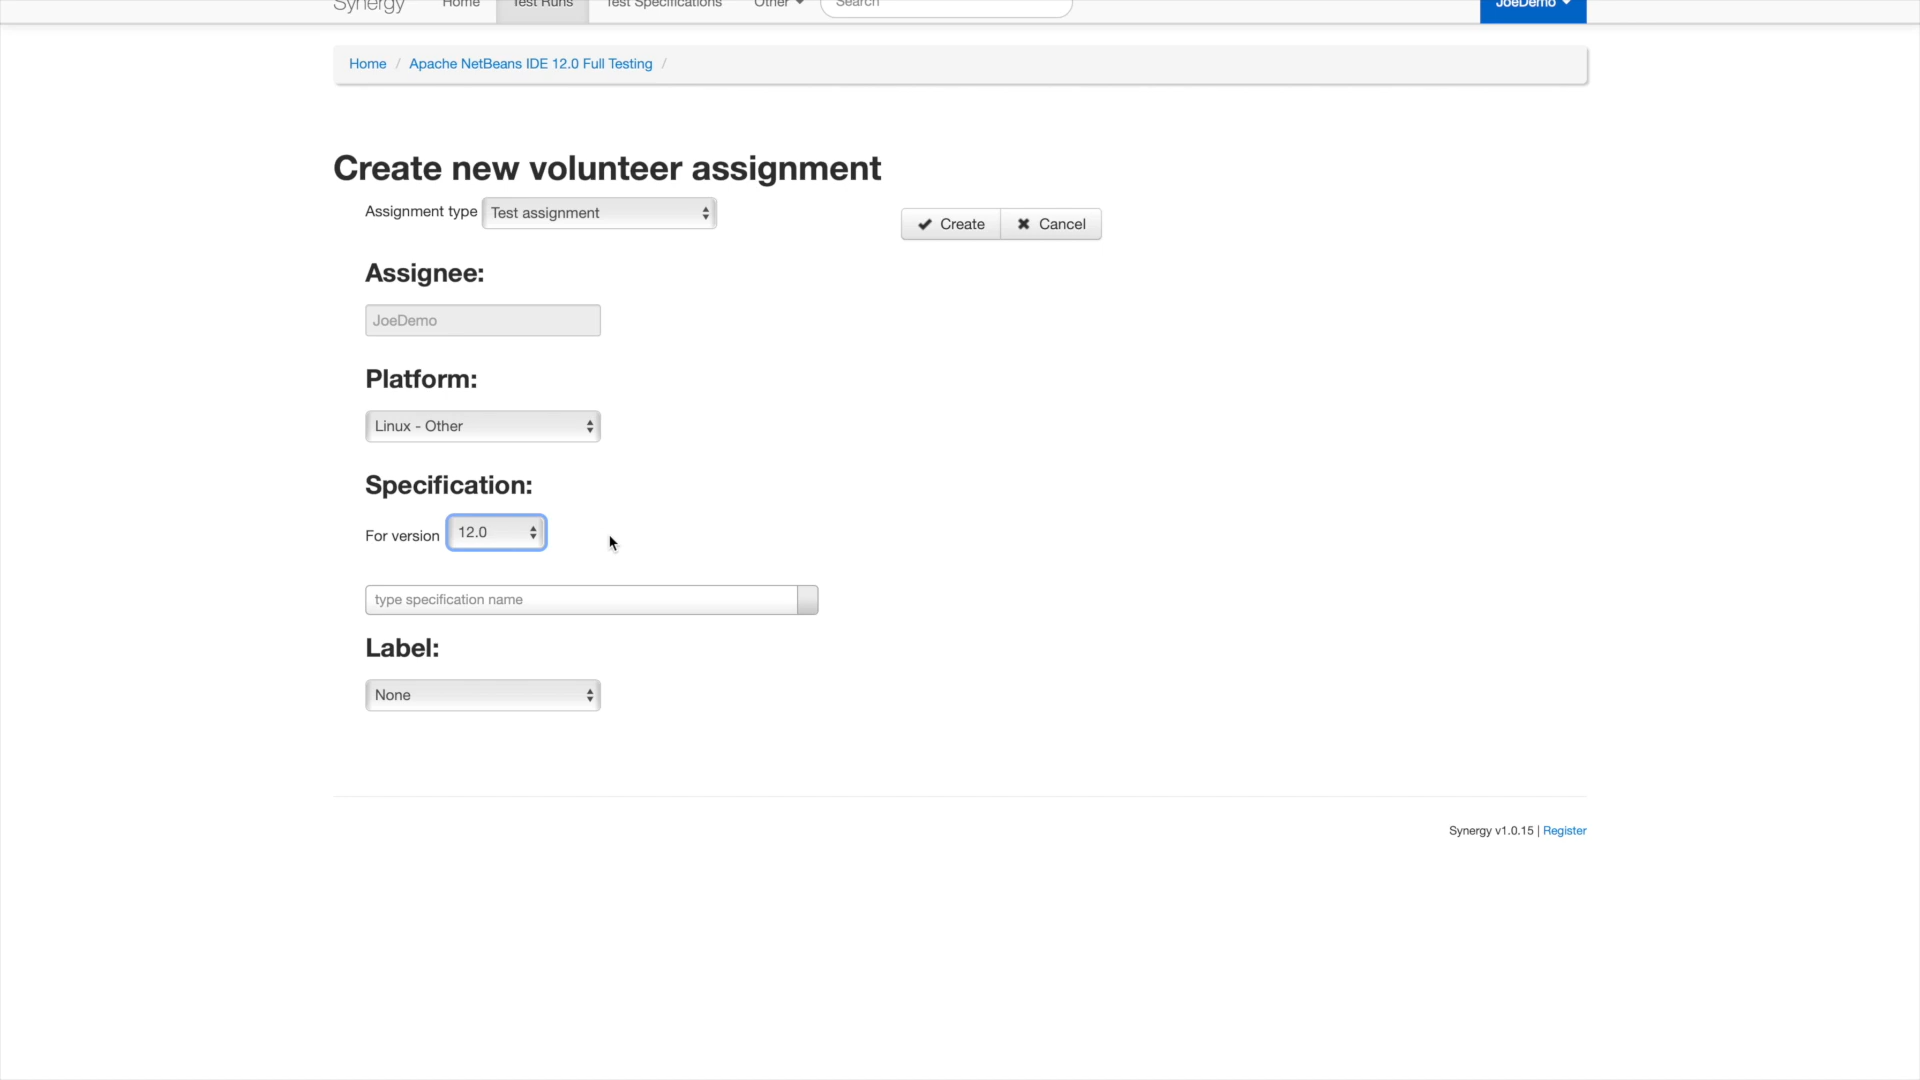 Synergy Home Test Runs Test Specifications Other Search JoeDemo
Home / Apache NetBeans IDE 12.0 Full Testing /
Create new volunteer assignment
Assignment type Test assignment
Create Cancel
Assignee:
JoeDemo
Platform:
Linux - Other
Specification:
For version 12.0
type specification name
Label:
None
Synergy v1.0.15 | Register